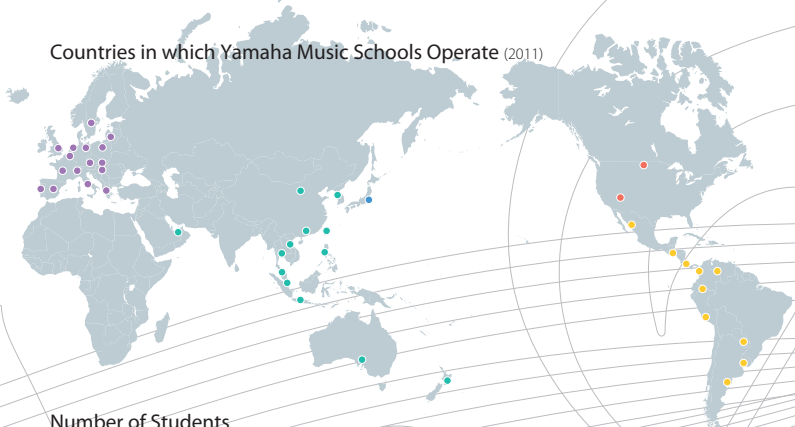 Countries in which Yamaha Music Schools Operate (2011)
Number of Students